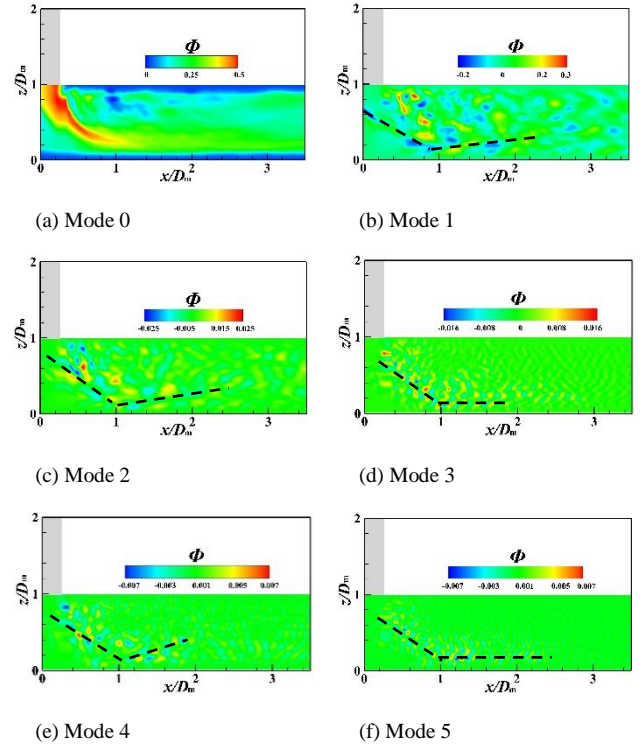 Φ
0 0.25 0.5
z/Dm
2
1
0
0 1 2 3
x/Dm
(a) Mode 0
Φ
-0.2 0 0.2 0.3
z/Dm
2
1
0
0 1 2 3
x/Dm
(b) Mode 1
Φ
-0.025 -0.005 0.015 0.025
z/Dm
2
1
0
0 1 2 3
x/Dm
(c) Mode 2
Φ
-0.016 -0.008 0 0.008 0.016
z/Dm
2
1
0
0 1 2 3
x/Dm
(d) Mode 3
Φ
-0.007 -0.003 0.001 0.007
z/Dm
2
1
0
0 1 2 3
x/Dm
(e) Mode 4
Φ
-0.007 -0.003 0.001 0.007
z/Dm
2
1
0
0 1 2 3
x/Dm
(f) Mode 5